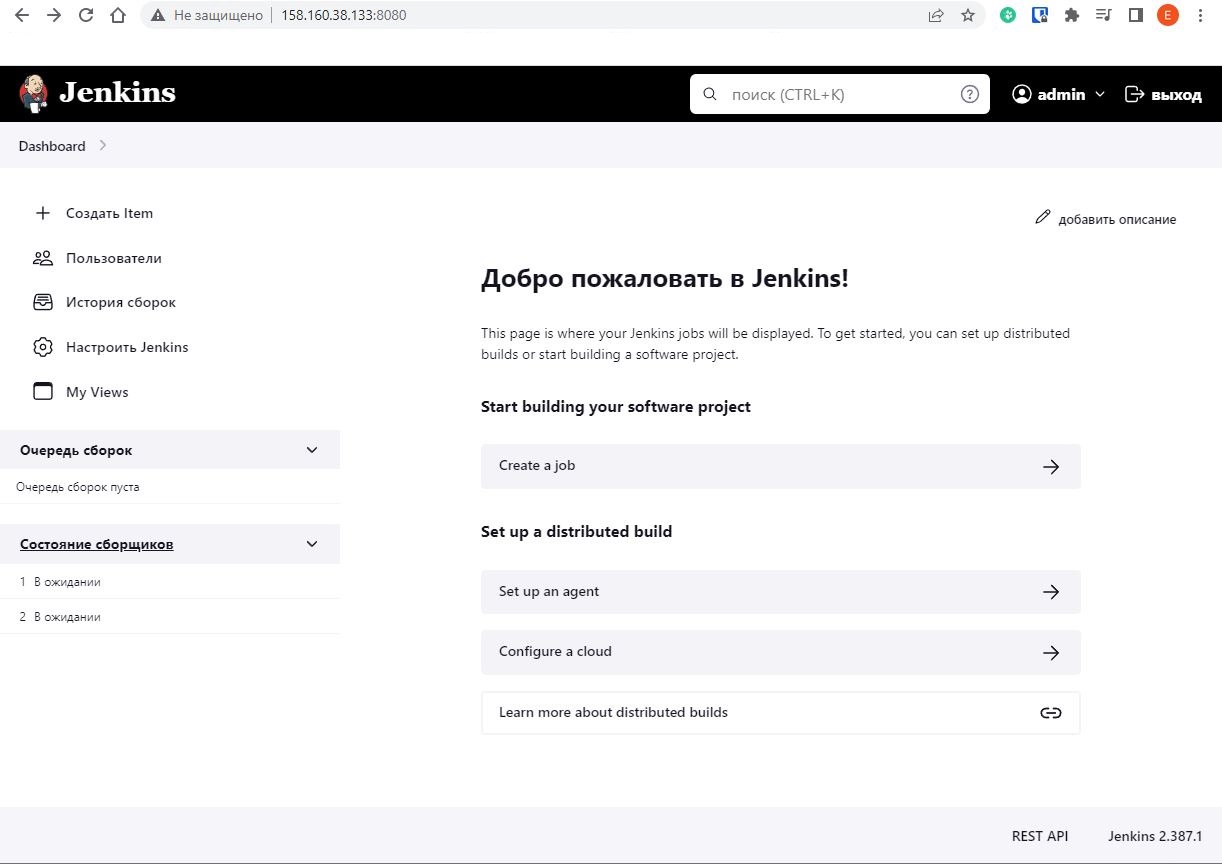 Не защищено 158.160.38.133:8080
E
Jenkins
поиск (CTRL+K)
?
admin
выход
Dashboard
Создать Item
Пользователи
История сборок
Настроить Jenkins
My Views
Очередь сборок
Очередь сборок пуста
Состояние сборщиков
1 В ожидании
2 В ожидании
добавить описание
Добро пожаловать в Jenkins!
This page is where your Jenkins jobs will be displayed. To get started, you can set up distributed
builds or start building a software project.
Start building your software project
Create a job
Set up a distributed build
Set up an agent
Configure a cloud
Learn more about distributed builds
REST API
Jenkins 2.387.1